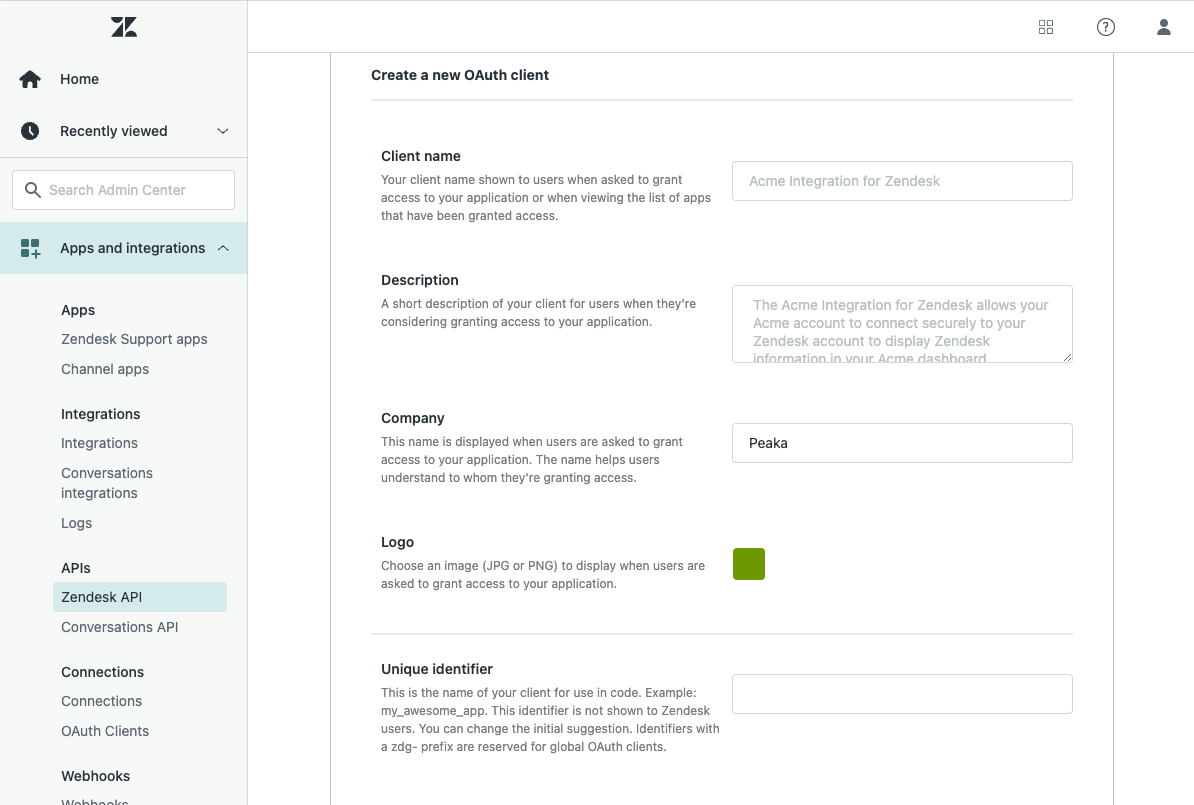 Home
Recently viewed
Search Admin Center
Apps and integrations
Apps
Zendesk Support apps
Channel apps
Integrations
Integrations
Conversations
integrations
Logs
APIs
Zendesk API
Conversations API
Connections
Connections
OAuth Clients
Webhooks
Webhooks
Create a new OAuth client
Client name
Your client name shown to users when asked to grant
access to your application or when viewing the list of apps
that have been granted access.
Acme Integration for Zendesk
Description
A short description of your client for users when they're
considering granting access to your application.
The Acme Integration for Zendesk allows your
Acme account to connect securely to your
Zendesk account to display Zendesk
information in your Acme dashboard
Company
This name is displayed when users are asked to grant
access to your application. The name helps users
understand to whom they're granting access.
Peaka
Logo
Choose an image (JPG or PNG) to display when users are
asked to grant access to your application.
Unique identifier
This is the name of your client for use in code. Example:
my_awesome_app. This identifier is not shown to Zendesk
users. You can change the initial suggestion. Identifiers with
a zdg- prefix are reserved for global OAuth clients.